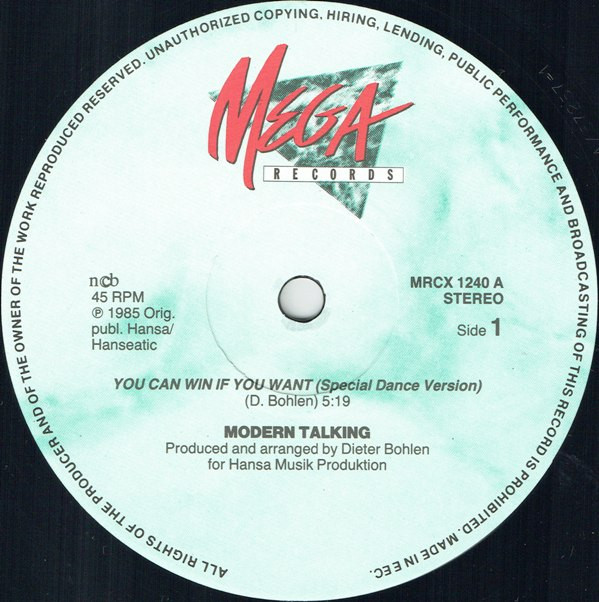 ALL RIGHTS OF THE PRODUCER AND OF THE OWNER OF THE WORK REPRODUCED RESERVED. UNAUTHORIZED COPYING. HIRING, LENDING, PUBLIC PERFORMANCE AND BROADCASTING OF THIS RECORD IS PROHIBITED. MADE IN EEC.
MEGA
RECORDS
ncb
45 RPM
℗ 1985 Orig.
publ. Hansa/
Hanseatic
MRCX 1240 A
STEREO
Side 1
YOU CAN WIN IF YOU WANT (Special Dance Version)
(D. Bohlen) 5:19
MODERN TALKING
Produced and arranged by Dieter Bohlen
for Hansa Musik Produktion